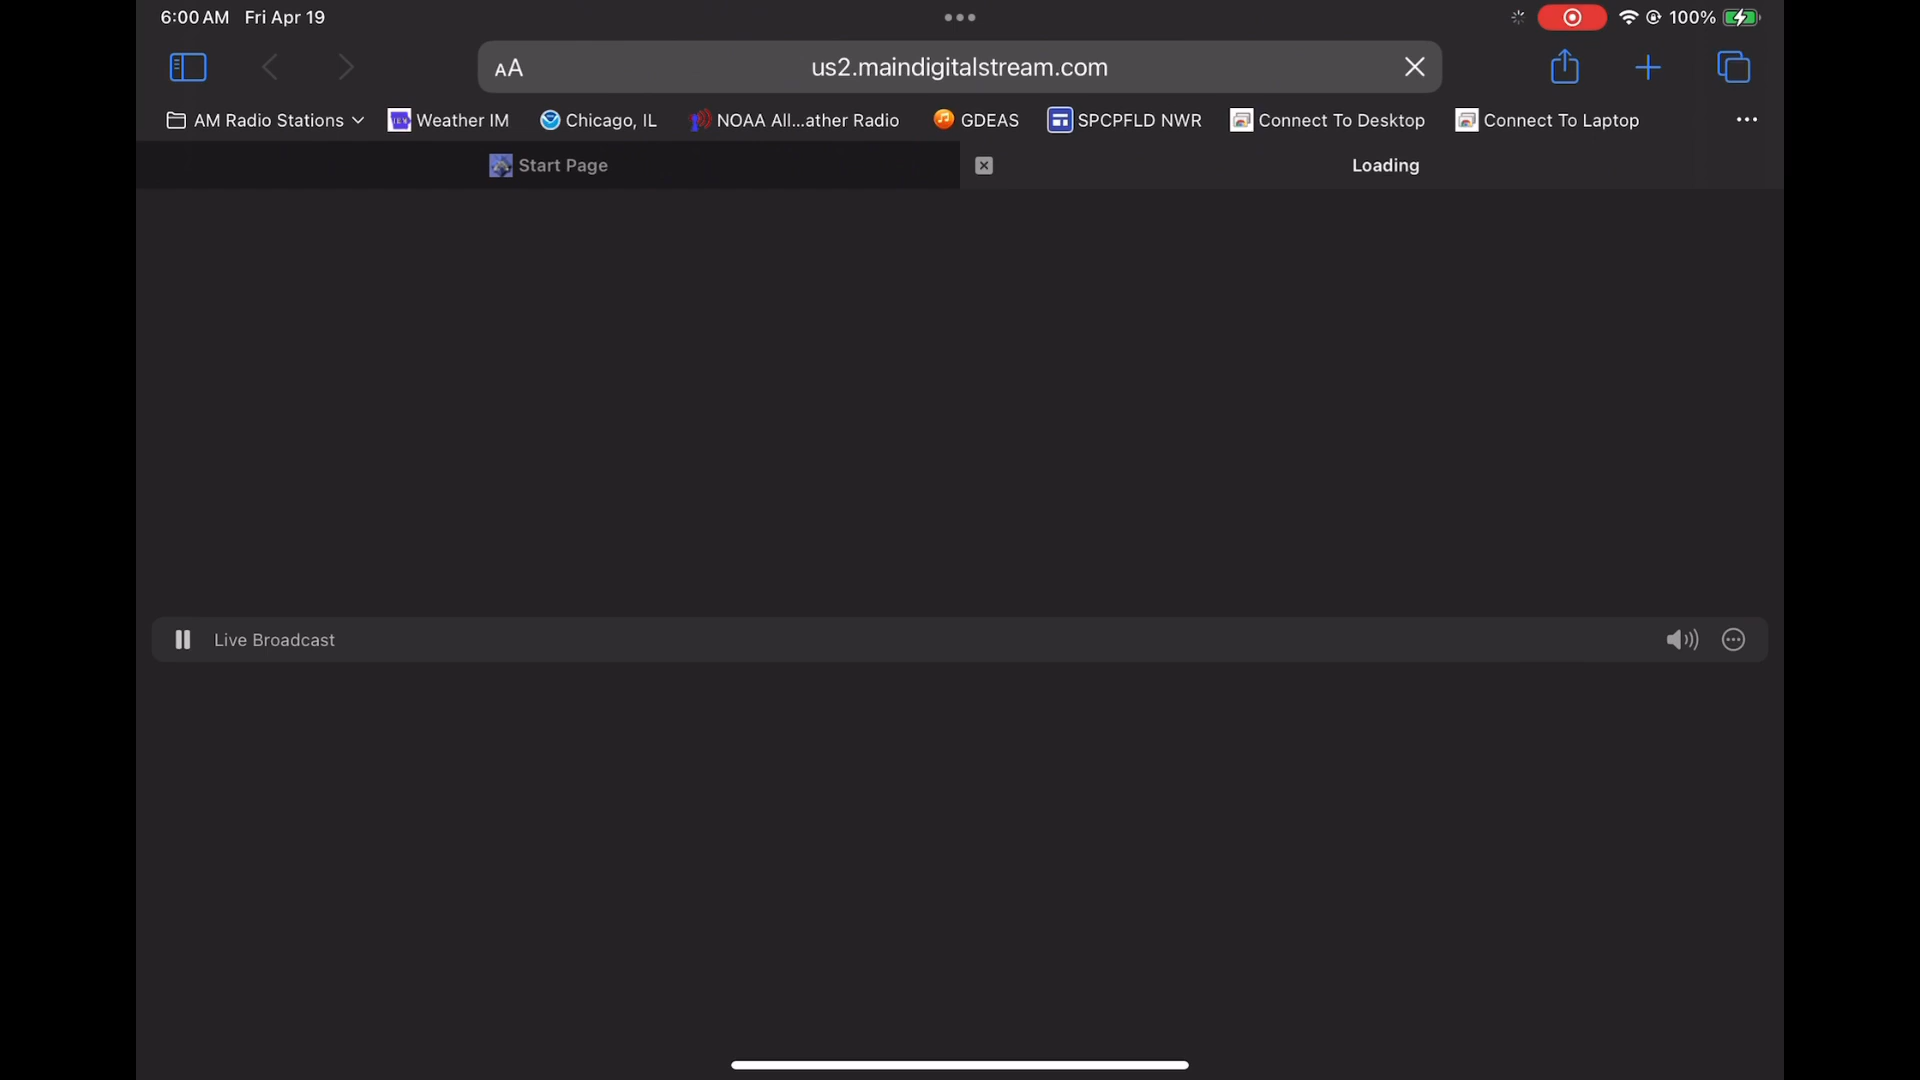 6:00 AM Fri Apr 19
100%
AA us2.maindigitalstream.com
AM Radio Stations Weather IM Chicago, IL NOAA All...ather Radio GDEAS SPCPFLD NWR Connect To Desktop Connect To Laptop
Start Page Loading
Live Broadcast